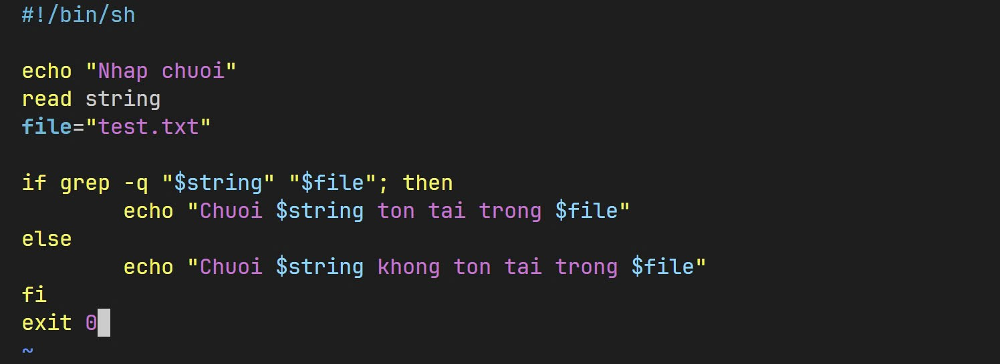 #!/bin/sh
echo "Nhap chuoi"
read string
file="test.txt"
if grep -q "$string" "$file"; then
echo "Chuoi $string ton tai trong $file"
else
echo "Chuoi $string khong ton tai trong $file"
fi
exit 0
~